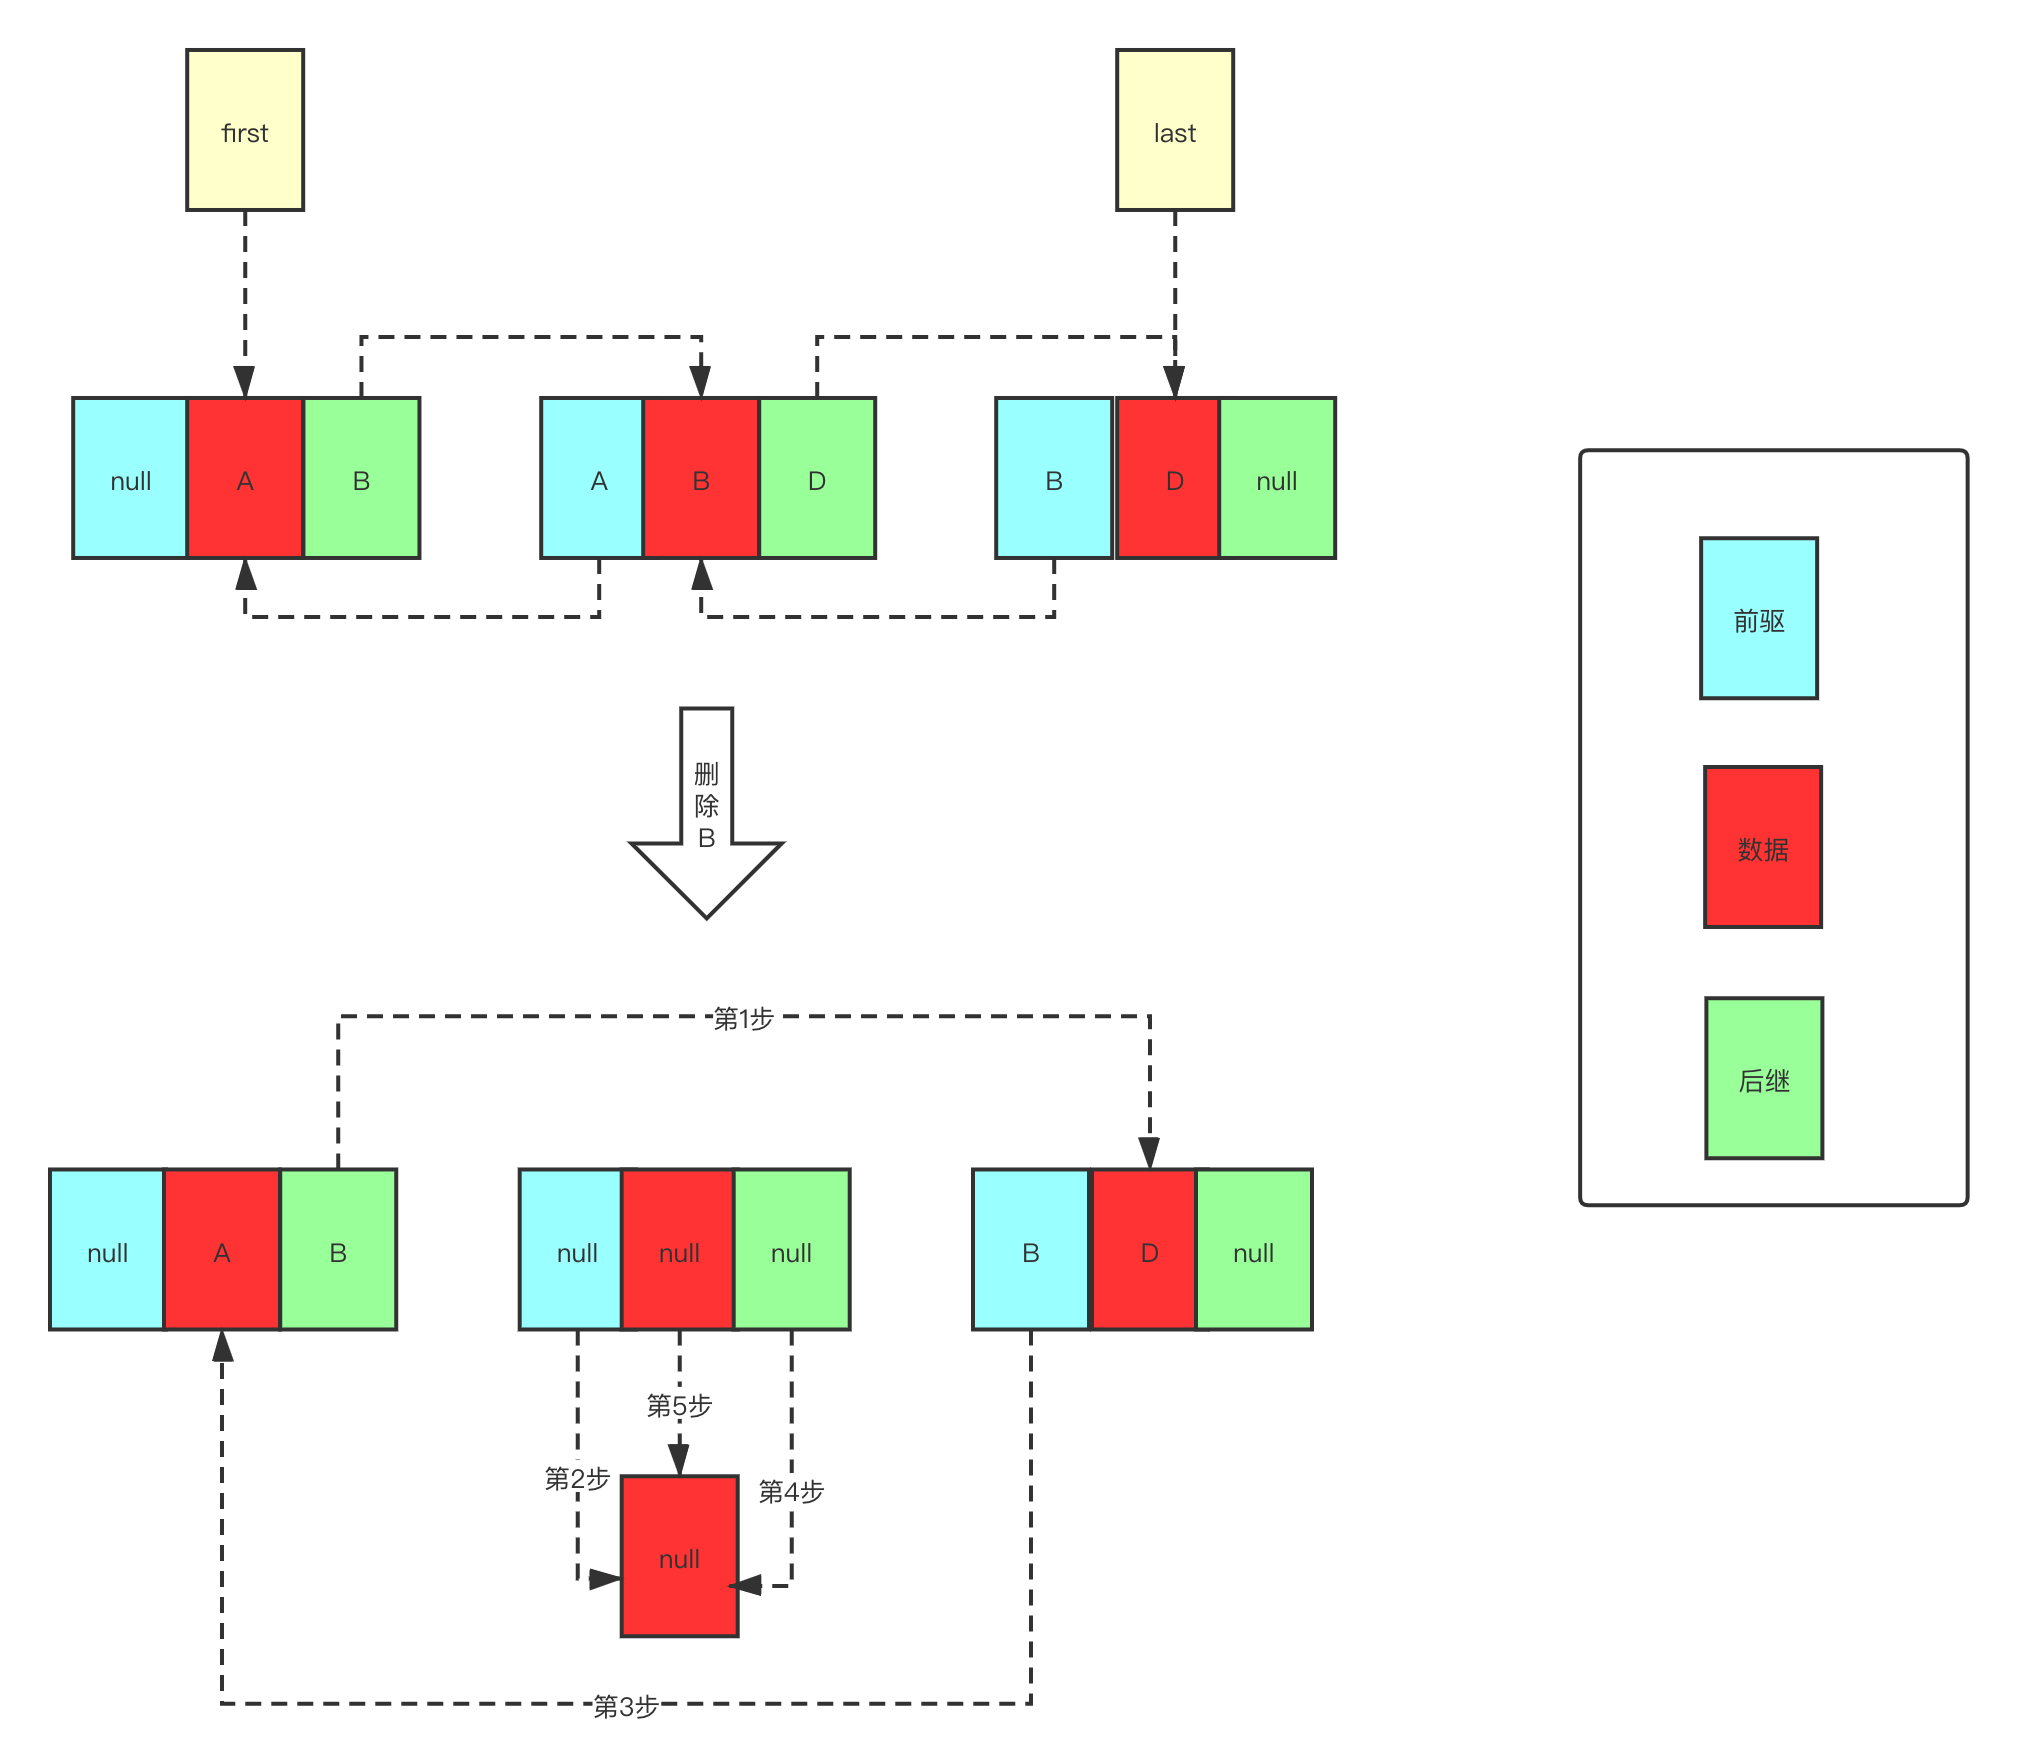 first
last
null A B
A B D
B D null
前驱
删
除
B
数据
第1步
后继
null A B
null null null
B D null
第5步
第2步
第4步
null
第3步